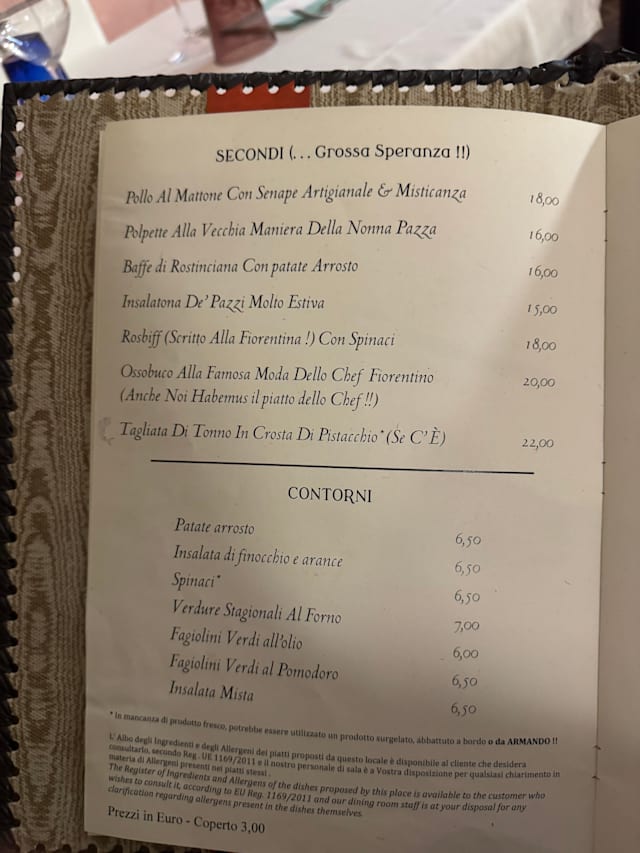 SECONDI (... Grossa Speranza !!)
Pollo Al Mattone Con Senape Artigianale & Misticanza 18,00
Polpette Alla Vecchia Maniera Della Nonna Pazza 16,00
Baffe di Rostinciana Con patate Arrosto 16,00
Insalatona De' Pazzi Molto Estiva 15,00
Rosbiff (Scritto Alla Fiorentina !) Con Spinaci 18,00
Ossobuco Alla Famosa Moda Dello Chef Fiorentino 20,00
(Anche Noi Habemus il piatto dello Chef !!)
Tagliata Di Tonno In Crosta Di Pistacchio* (Se C'È) 22,00
CONTORNI
Patate arrosto 6,50
Insalata di finocchio e arance 6,50
Spinaci* 6,50
Verdure Stagionali Al Forno 7,00
Fagiolini Verdi all'olio 6,00
Fagiolini Verdi al Pomodoro 6,50
Insalata Mista 6,50
* In mancanza di prodotto fresco, potrebbe essere utilizzato un prodotto surgelato, abbattuto a bordo o da ARMANDO !!
L' Albo degli Ingredienti e degli Allergeni dei piatti proposti da questo locale è disponibile al cliente che desidera
consultarlo, secondo Reg . UE 1169/2011 e il nostro personale di sala è a Vostra disposizione per qualsiasi chiarimento in
materia di Allergeni presenti nei piatti stessi .
The Register of Ingredients and Allergens of the dishes proposed by this place is available to the customer who
wishes to consult it, according to EU Reg. 1169/2011 and our dining room staff is at your disposal for any
clarification regarding allergens present in the dishes themselves.
Prezzi in Euro - Coperto 3,00